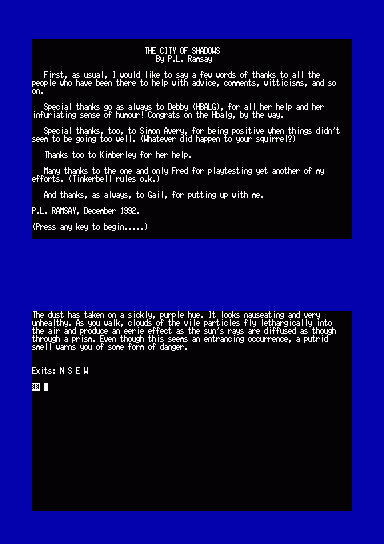 THE CITY OF SHADOWS
By P.L. Ramsay
First, as usual, I would like to say a few words of thanks to all the
people who have been there to help with advice, comments, witticisms, and so
on.
Special thanks go as always to Debby (HBALG), for all her help and her
infuriating sense of humour! Congrats on the Hbalg, by the way.
Special thanks, too, to Simon Avery, for being positive when things didn't
seem to be going too well. (Whatever did happen to your squirrel?)
Thanks too to Kimberley for her help.
Many thanks to the one and only Fred for playtesting yet another of my
efforts. (Tinkerbell rules o.k.)
And thanks, as always, to Gail, for putting up with me.
P.L. RAMSAY, December 1992.
(Press any key to begin.....)
The dust has taken on a sickly, purple hue. It looks nauseating and very
unhealthy. As you walk, clouds of the vile particles fly lethargically into
the air and produce an eerie effect as the sun's rays are diffused as though
through a prism. Even though this seems an entrancing occurrence, a putrid
smell warns you of some form of danger.
Exits: N S E W